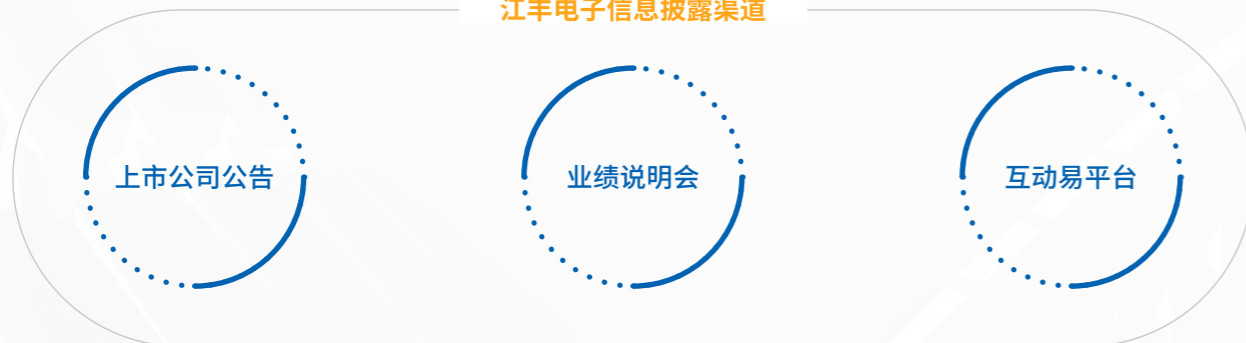 江丰电子信息披露渠道
上市公司公告
业绩说明会
互动易平台